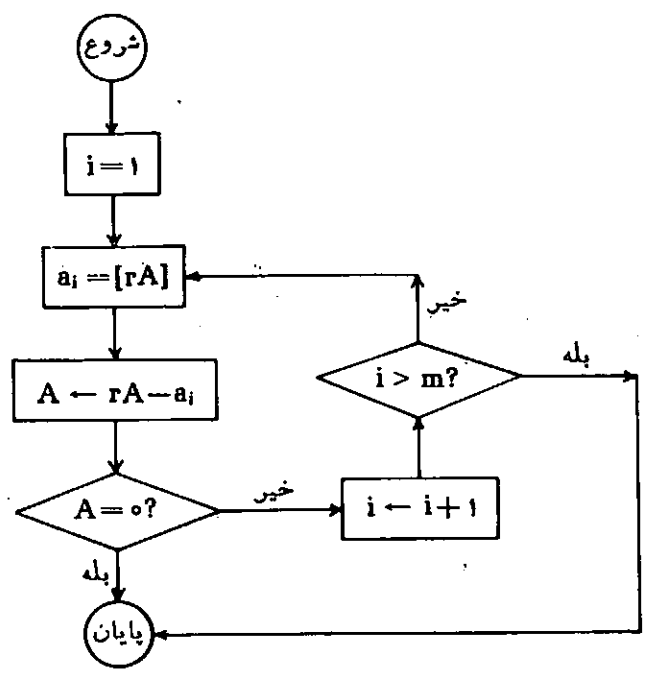 شروع
i = ۱
aᵢ = [rA]
A ← rA − aᵢ
A = ۰?
خیر
بله
i ← i + ۱
i > m?
خیر
بله
پایان